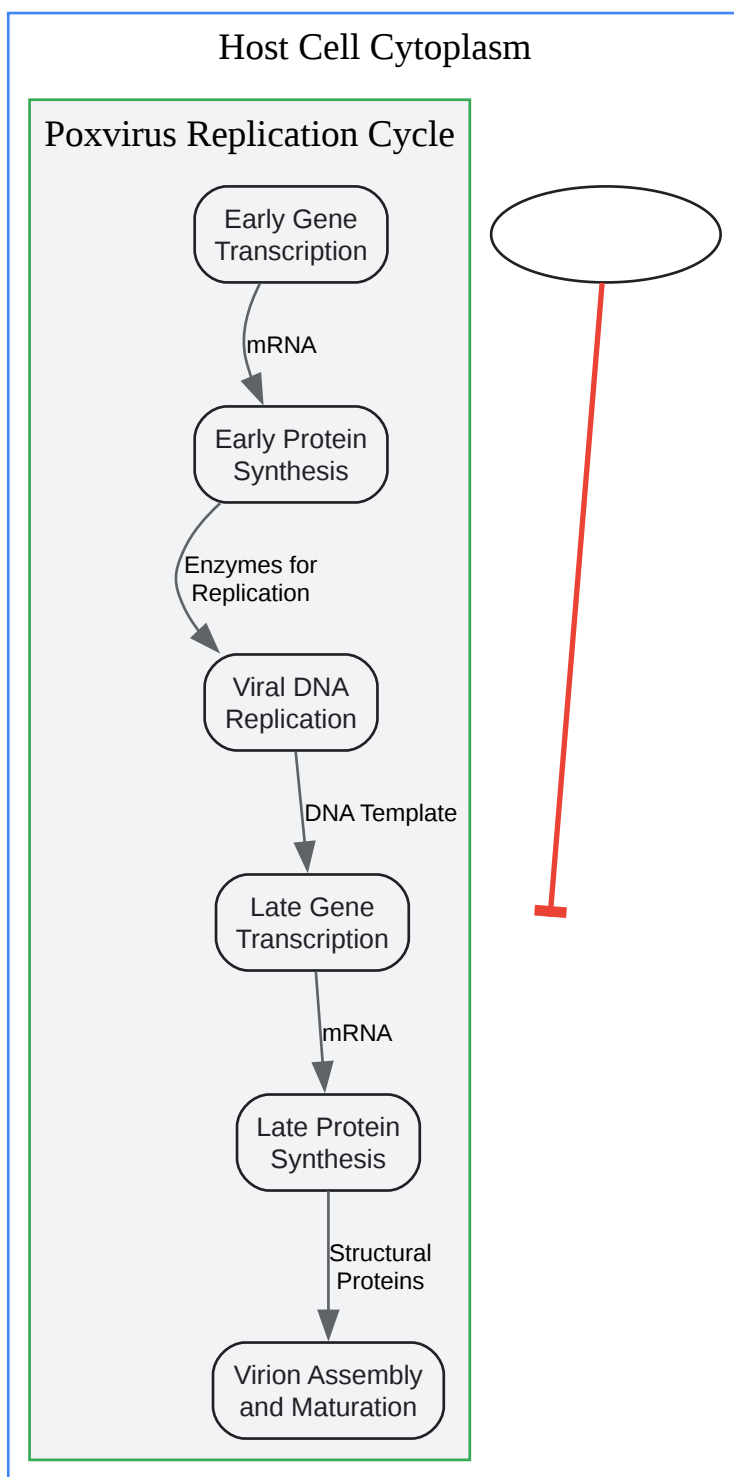 Host Cell Cytoplasm
Poxvirus Replication Cycle
Early Gene
Transcription
mRNA
Early Protein
Synthesis
Enzymes for
Replication
Viral DNA
Replication
DNA Template
Late Gene
Transcription
mRNA
Late Protein
Synthesis
Structural
Proteins
Virion Assembly
and Maturation